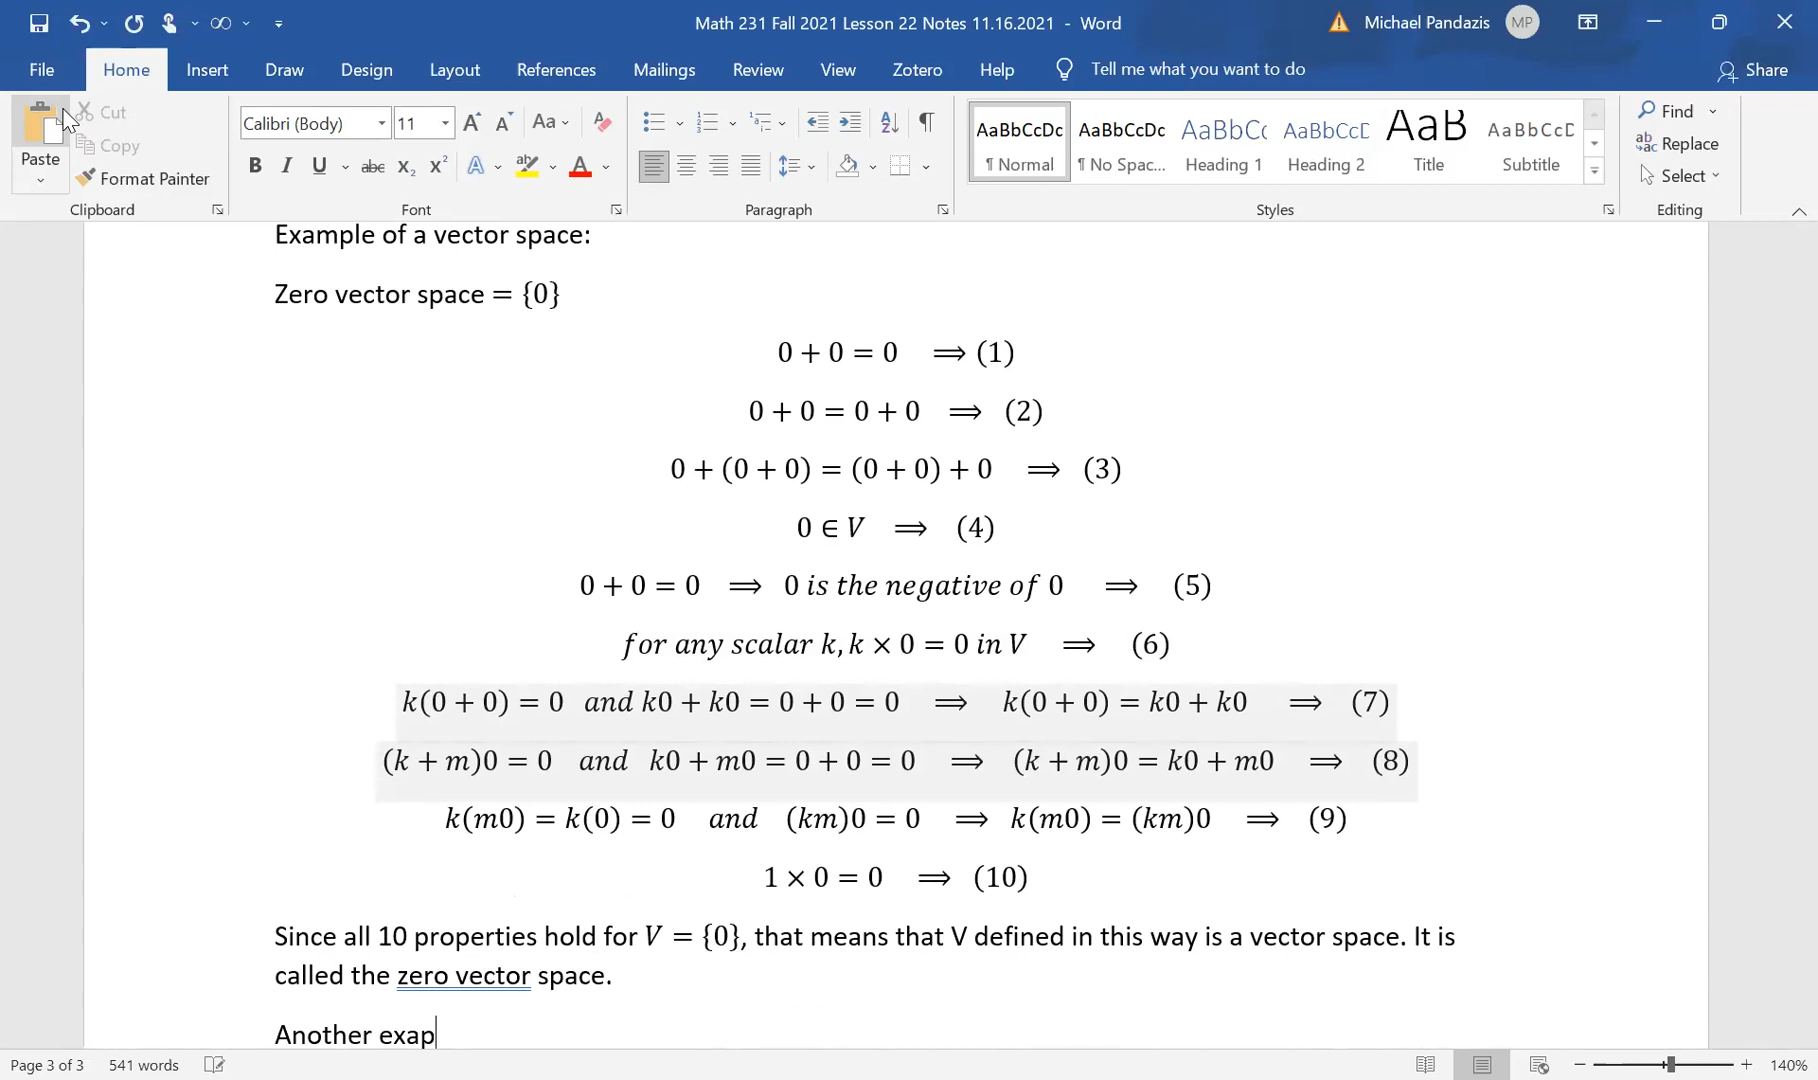 Math 231 Fall 2021 Lesson 22 Notes 11.16.2021 - Word
Michael Pandazis MP
File Home Insert Draw Design Layout References Mailings Review View Zotero Help Tell me what you want to do Share
Paste
Cut
Copy
Format Painter
Clipboard
Calibri (Body) 11
Font
Paragraph
AaBbCcDc AaBbCcDc AaBbCc AaBbCcD AaB AaBbCcD
¶ Normal ¶ No Spac... Heading 1 Heading 2 Title Subtitle
Styles
Find
Replace
Select
Editing
Example of a vector space:
Zero vector space = {0}
0 + 0 = 0 ⟹ (1)
0 + 0 = 0 + 0 ⟹ (2)
0 + (0 + 0) = (0 + 0) + 0 ⟹ (3)
0 ∈ V ⟹ (4)
0 + 0 = 0 ⟹ 0 is the negative of 0 ⟹ (5)
for any scalar k, k × 0 = 0 in V ⟹ (6)
k(0 + 0) = 0 and k0 + k0 = 0 + 0 = 0 ⟹ k(0 + 0) = k0 + k0 ⟹ (7)
(k + m)0 = 0 and k0 + m0 = 0 + 0 = 0 ⟹ (k + m)0 = k0 + m0 ⟹ (8)
k(m0) = k(0) = 0 and (km)0 = 0 ⟹ k(m0) = (km)0 ⟹ (9)
1 × 0 = 0 ⟹ (10)
Since all 10 properties hold for V = {0}, that means that V defined in this way is a vector space. It is
called the zero vector space.
Another exap
Page 3 of 3 541 words 140%